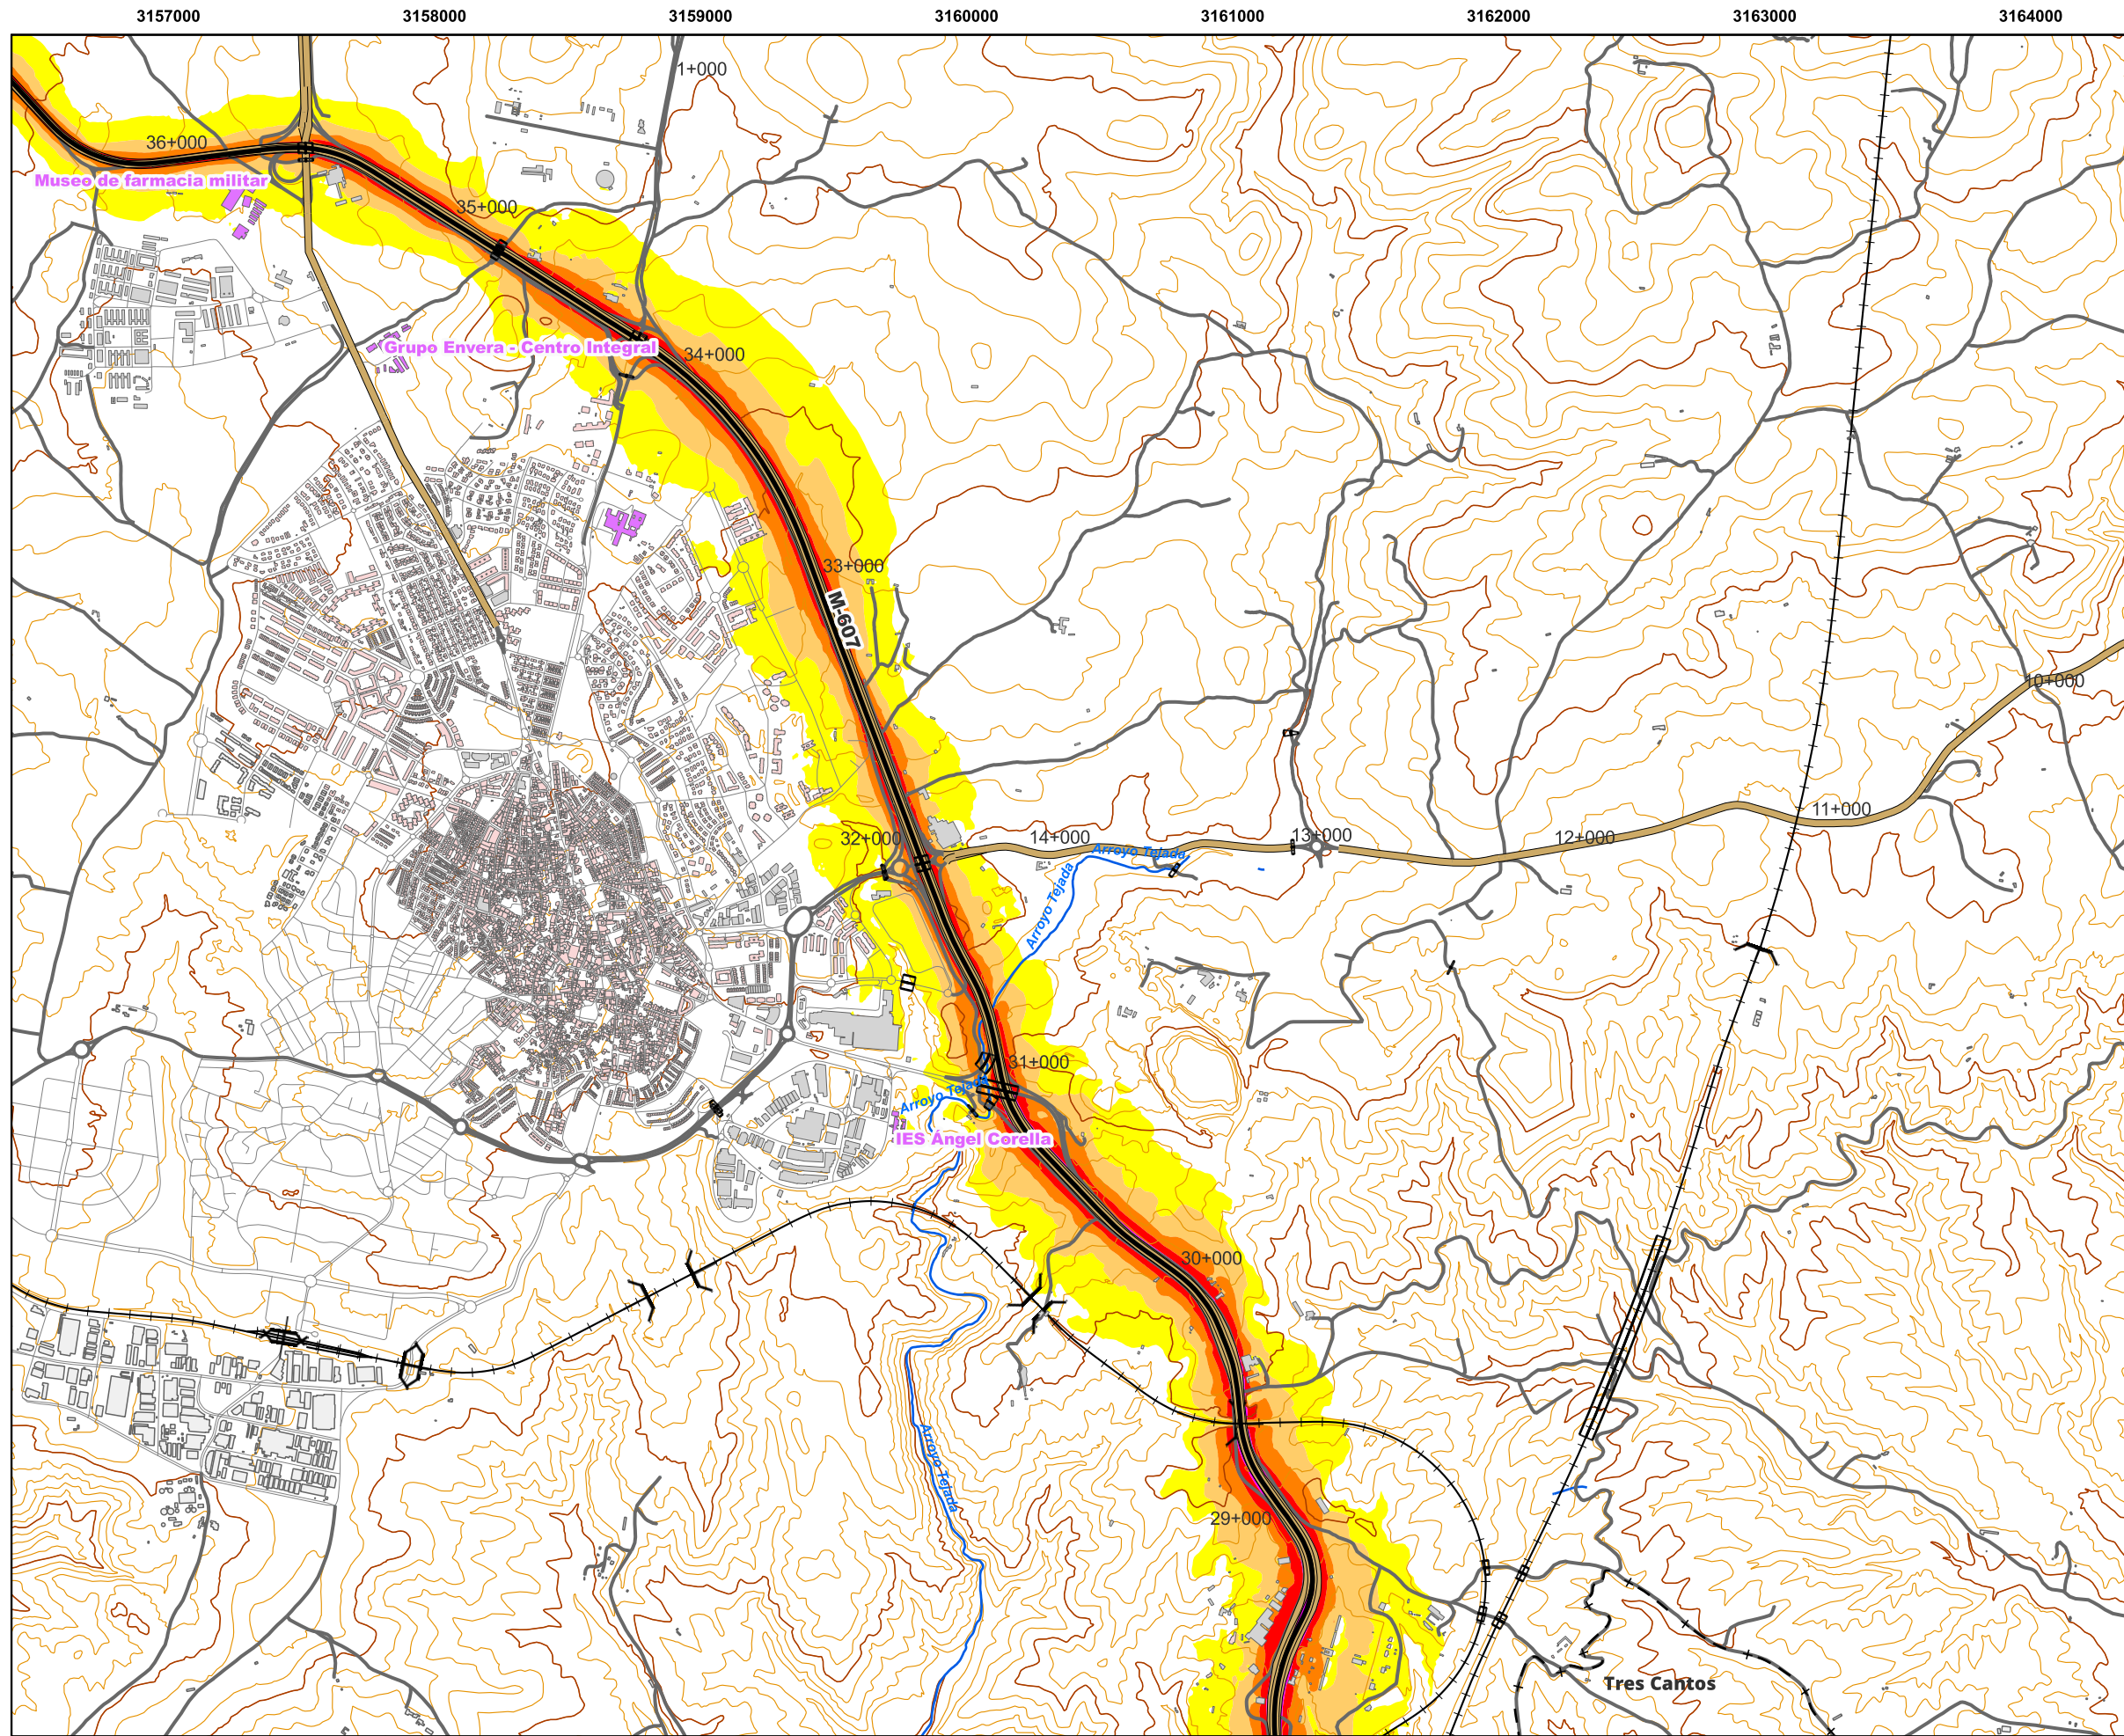 3157000 3158000 3159000 3160000 3161000 3162000 3163000 3164000
1+000
36+000
Museo de farmacia militar
35+000
Grupo Envera - Centro Integral
34+000
33+000
M-607
10+000
11+000
32+000
14+000
13+000
12+000
Arroyo Tejada
Arroyo Tejada
31+000
Arroyo Tejada
IES Ángel Corella
30+000
Arroyo Tejada
29+000
Tres Cantos